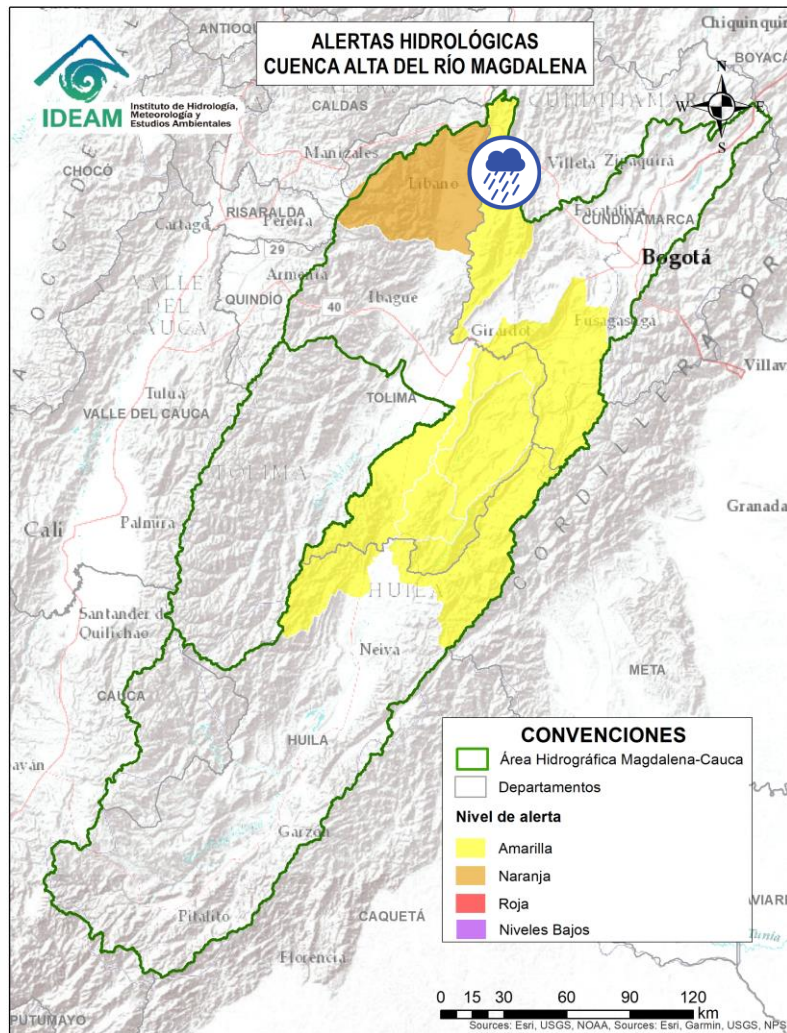 ALERTAS HIDROLÓGICAS
CUENCA ALTA DEL RÍO MAGDALENA
IDEAM
Instituto de Hidrología,
Meteorología y
Estudios Ambientales
ANTIOQU
Chiquinqui
BOYACÁ
N
W
E
S
CALDAS
CHOCÓ
Manizales
Líbano
Villeta
Zipaquirá
RISARALDA
Pereira
Cartago
Facatativá
CUNDINAMARCA
Bogotá
29
Armenia
QUINDÍO
40
Ibagué
VALLE
DEL
CAUCA
Girardot
Fusagasugá
Villav
TOLIMA
Tuluá
VALLE DEL CAUCA
TOLIMA
CORDILLERA
Granada
Cali
Palmira
HUILA
Santander de
Quilichao
Neiva
META
CAUCA
HUILA
Garzón
Pitalito
CAQUETÁ
Florencia
PUTUMAYO
CONVENCIONES
Área Hidrográfica Magdalena-Cauca
Departamentos
Nivel de alerta
Amarilla
Naranja
Roja
Niveles Bajos
VIARE
Tunía
0 15 30 60 90 120
km
Sources: Esri, USGS, NOAA, Sources: Esri, Garmin, USGS, NPS